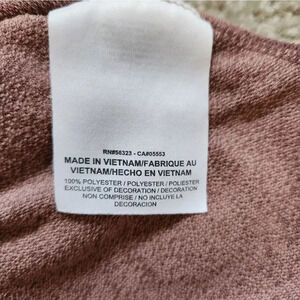 RN#56323 - CA#05553
MADE IN VIETNAM/FABRIQUE AU
VIETNAM/HECHO EN VIETNAM
100% POLYESTER / POLYESTER / POLIESTER
EXCLUSIVE OF DECORATION / DECORATION
NON COMPRISE / NO INCLUYE LA
DECORACIÓN